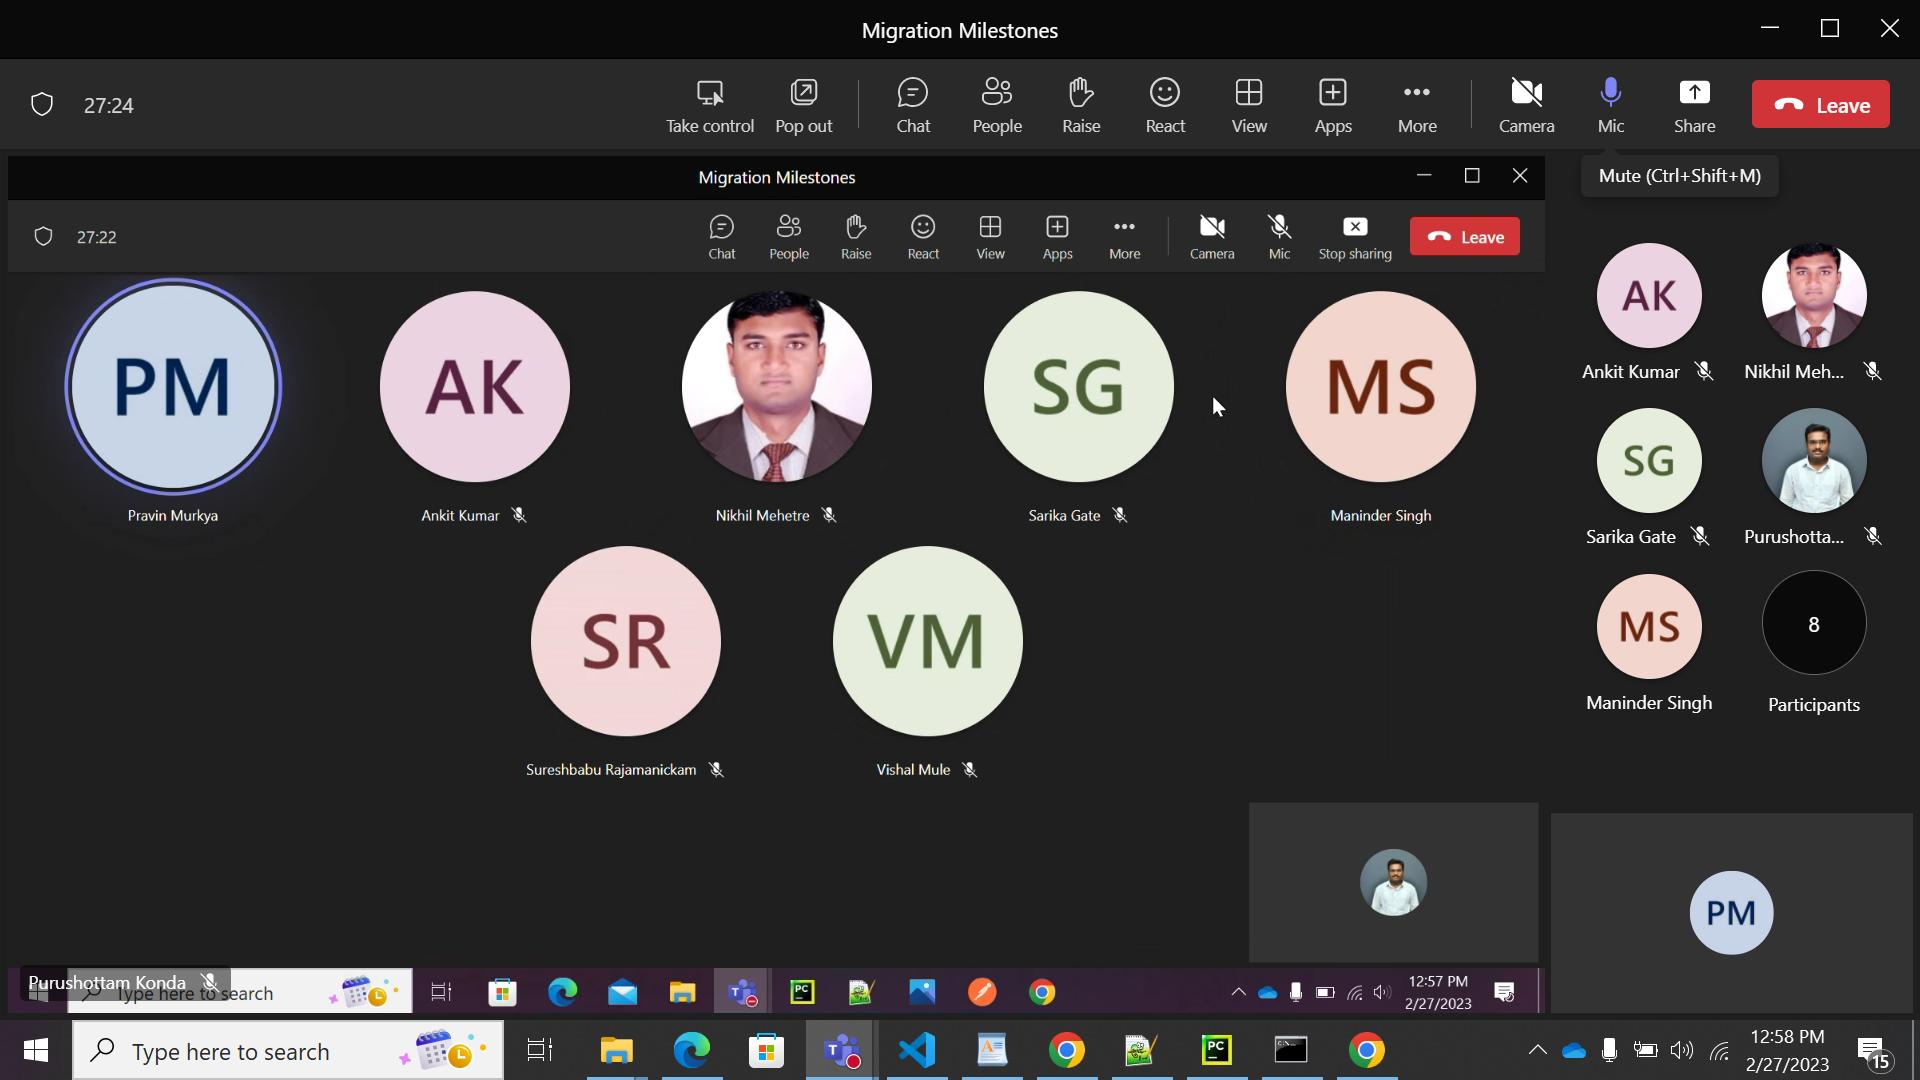 Migration Milestones
27:24
Take control
Pop out
Chat
People
Raise
React
View
Apps
More
Camera
Mic
Share
Leave
Mute (Ctrl+Shift+M)
Migration Milestones
27:22
Chat
People
Raise
React
View
Apps
More
Camera
Mic
Stop sharing
Leave
PM
AK
SG
MS
Pravin Murkya
Ankit Kumar
Nikhil Mehetre
Sarika Gate
Maninder Singh
SR
VM
Sureshbabu Rajamanickam
Vishal Mule
AK
Ankit Kumar
Nikhil Meh...
SG
Sarika Gate
Purushotta...
MS
8
Maninder Singh
Participants
PM
Purushottam Konda
Type here to search
PC
12:57 PM
2/27/2023
Type here to search
PC
12:58 PM
2/27/2023
15